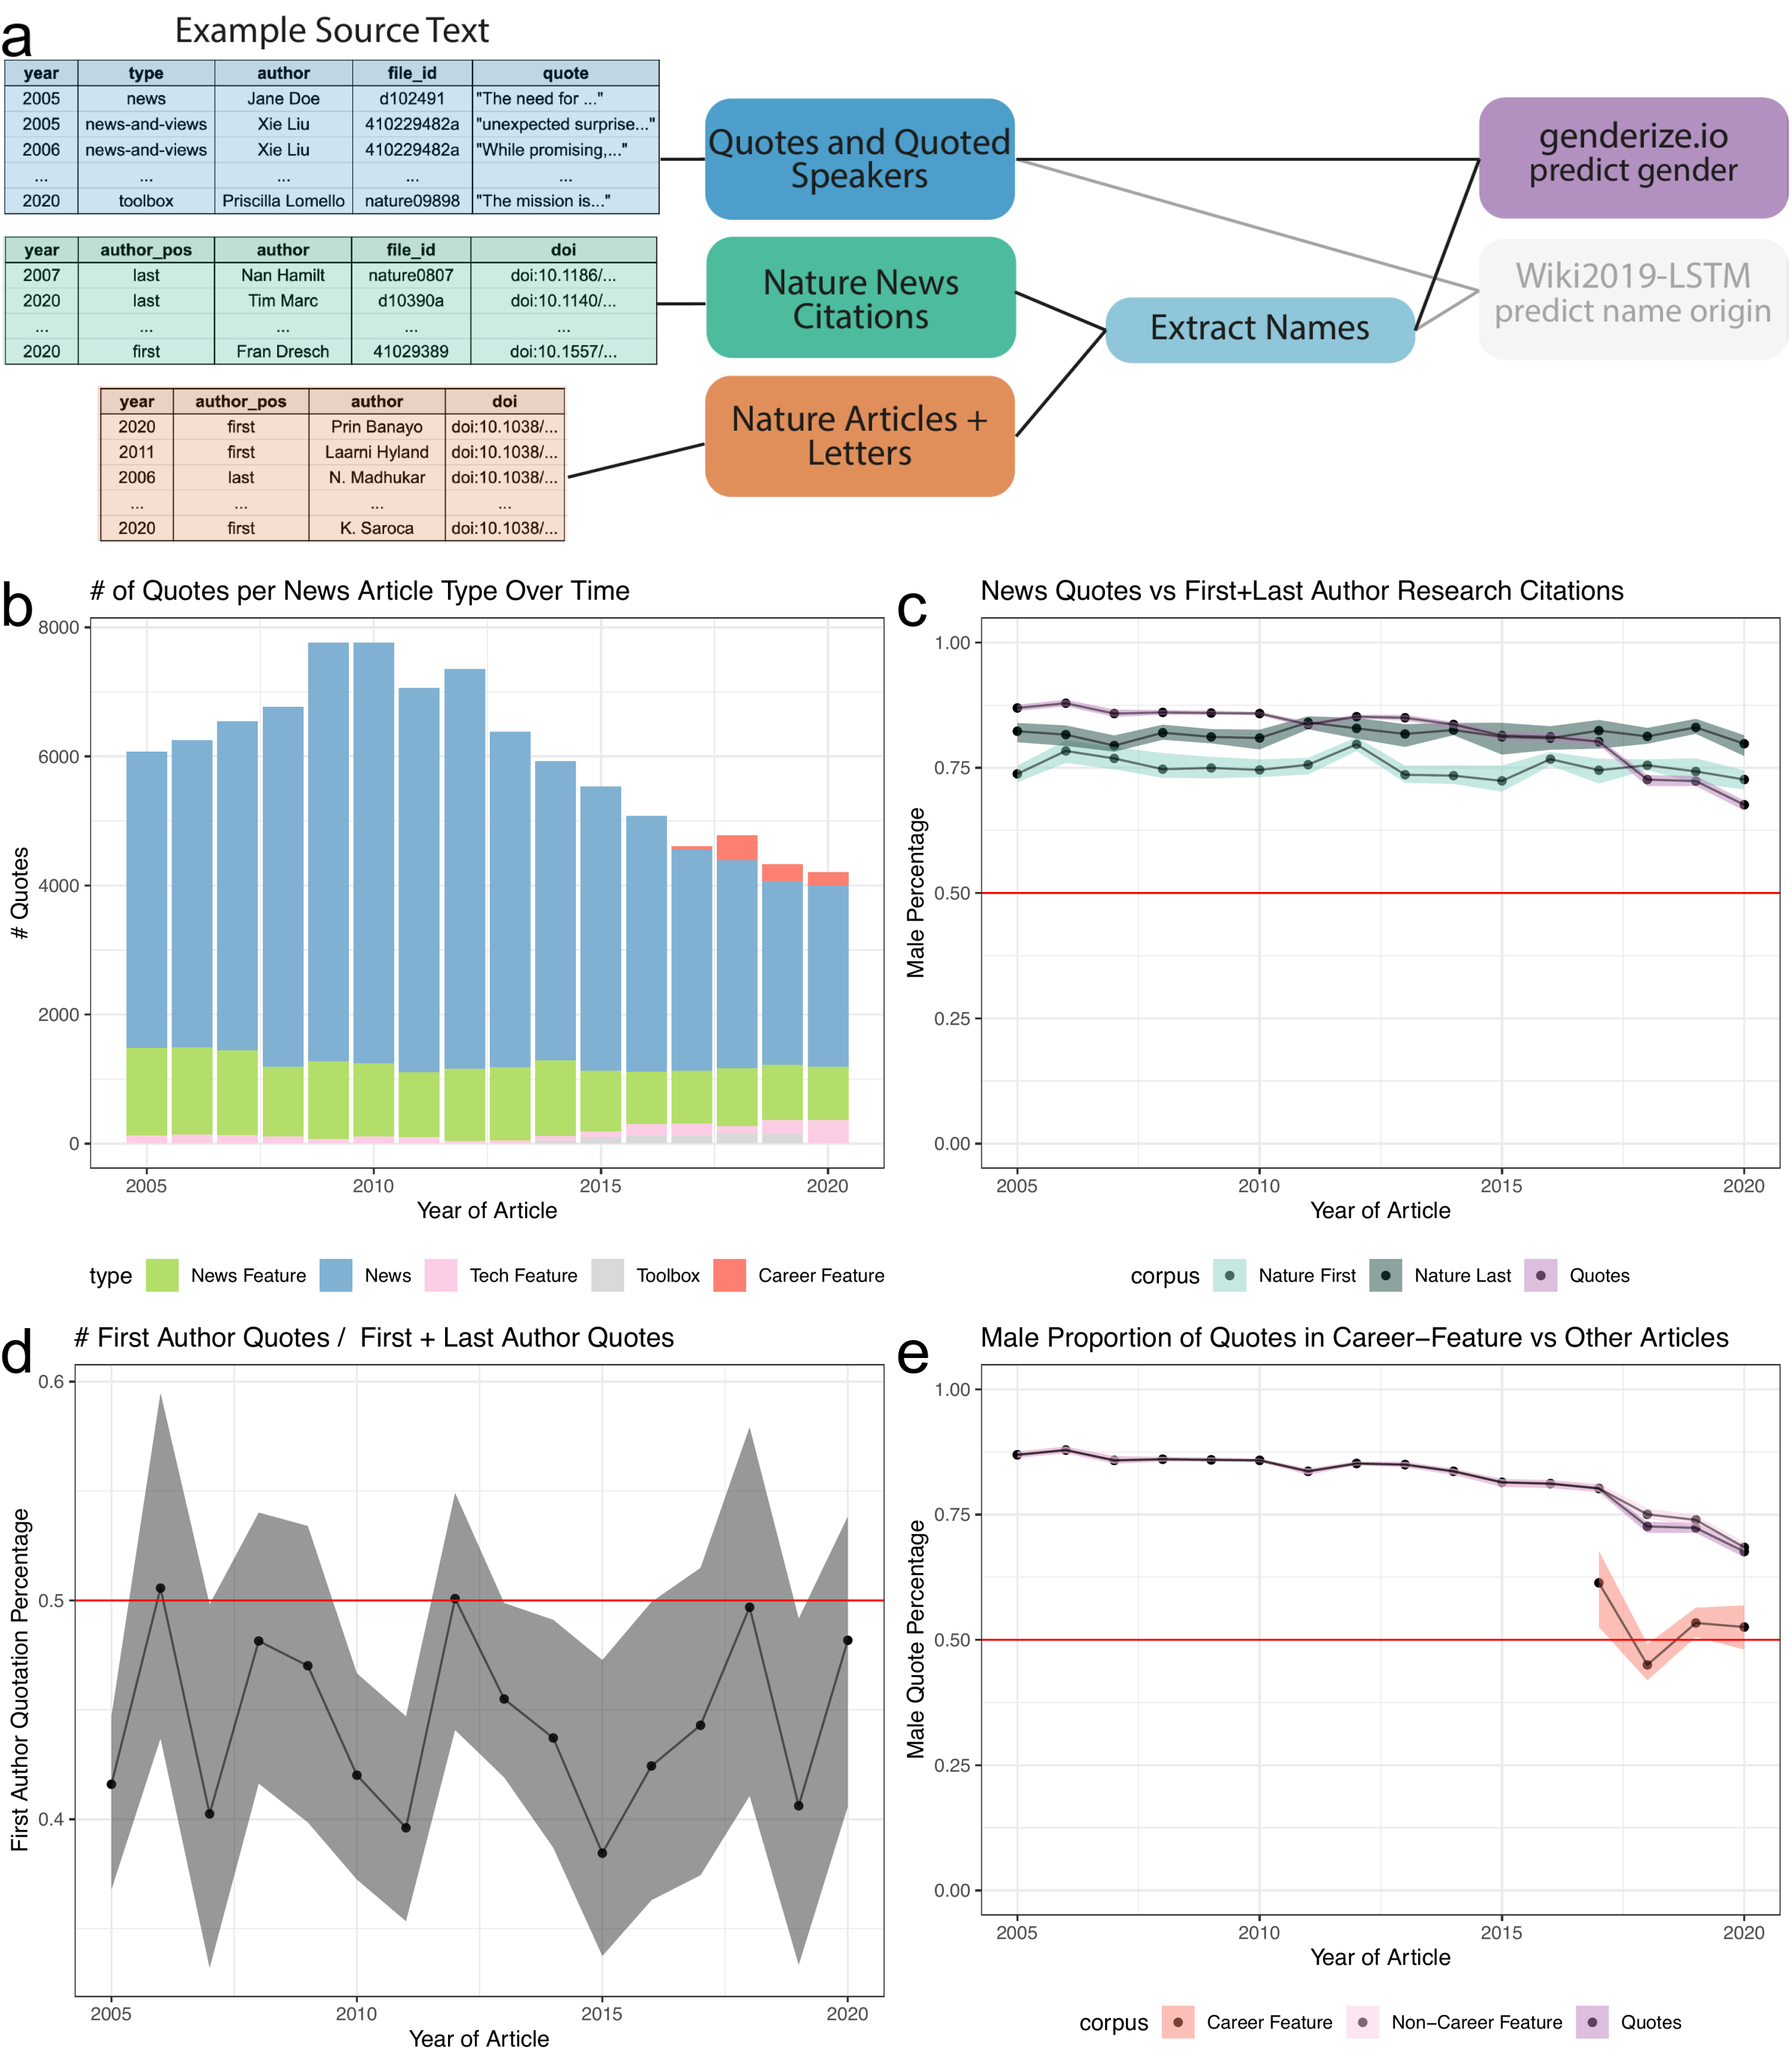 a
Example Source Text
year type author file_id quote
2005 news Jane Doe d102491 "The need for ..."
2005 news-and-views Xie Liu 410229482a "unexpected surprise..."
2006 news-and-views Xie Liu 410229482a "While promising,..."
... ... ... ... ...
2020 toolbox Priscilla Lomello nature09898 "The mission is..."
year author_pos author file_id doi
2007 last Nan Hamilt nature0807 doi:10.1186/...
2020 last Tim Marc d10390a doi:10.1140/...
... ... ... ... ...
2020 first Fran Dresch 41029389 doi:10.1557/...
year author_pos author doi
2020 first Prin Banayo doi:10.1038/...
2011 first Laarni Hyland doi:10.1038/...
2006 last N. Madhukar doi:10.1038/...
... ... ... ...
2020 first K. Saroca doi:10.1038/...
Quotes and Quoted
Speakers
Nature News
Citations
Nature Articles +
Letters
Extract Names
genderize.io
predict gender
Wiki2019-LSTM
predict name origin
b
# of Quotes per News Article Type Over Time
# Quotes
8000
6000
4000
2000
0
2005 2010 2015 2020
Year of Article
type News Feature News Tech Feature Toolbox Career Feature
c
News Quotes vs First+Last Author Research Citations
Male Percentage
1.00
0.75
0.50
0.25
0.00
2005 2010 2015 2020
Year of Article
corpus Nature First Nature Last Quotes
d
# First Author Quotes / First + Last Author Quotes
First Author Quotation Percentage
0.6
0.5
0.4
2005 2010 2015 2020
Year of Article
e
Male Proportion of Quotes in Career−Feature vs Other Articles
Male Quote Percentage
1.00
0.75
0.50
0.25
0.00
2005 2010 2015 2020
Year of Article
corpus Career Feature Non−Career Feature Quotes